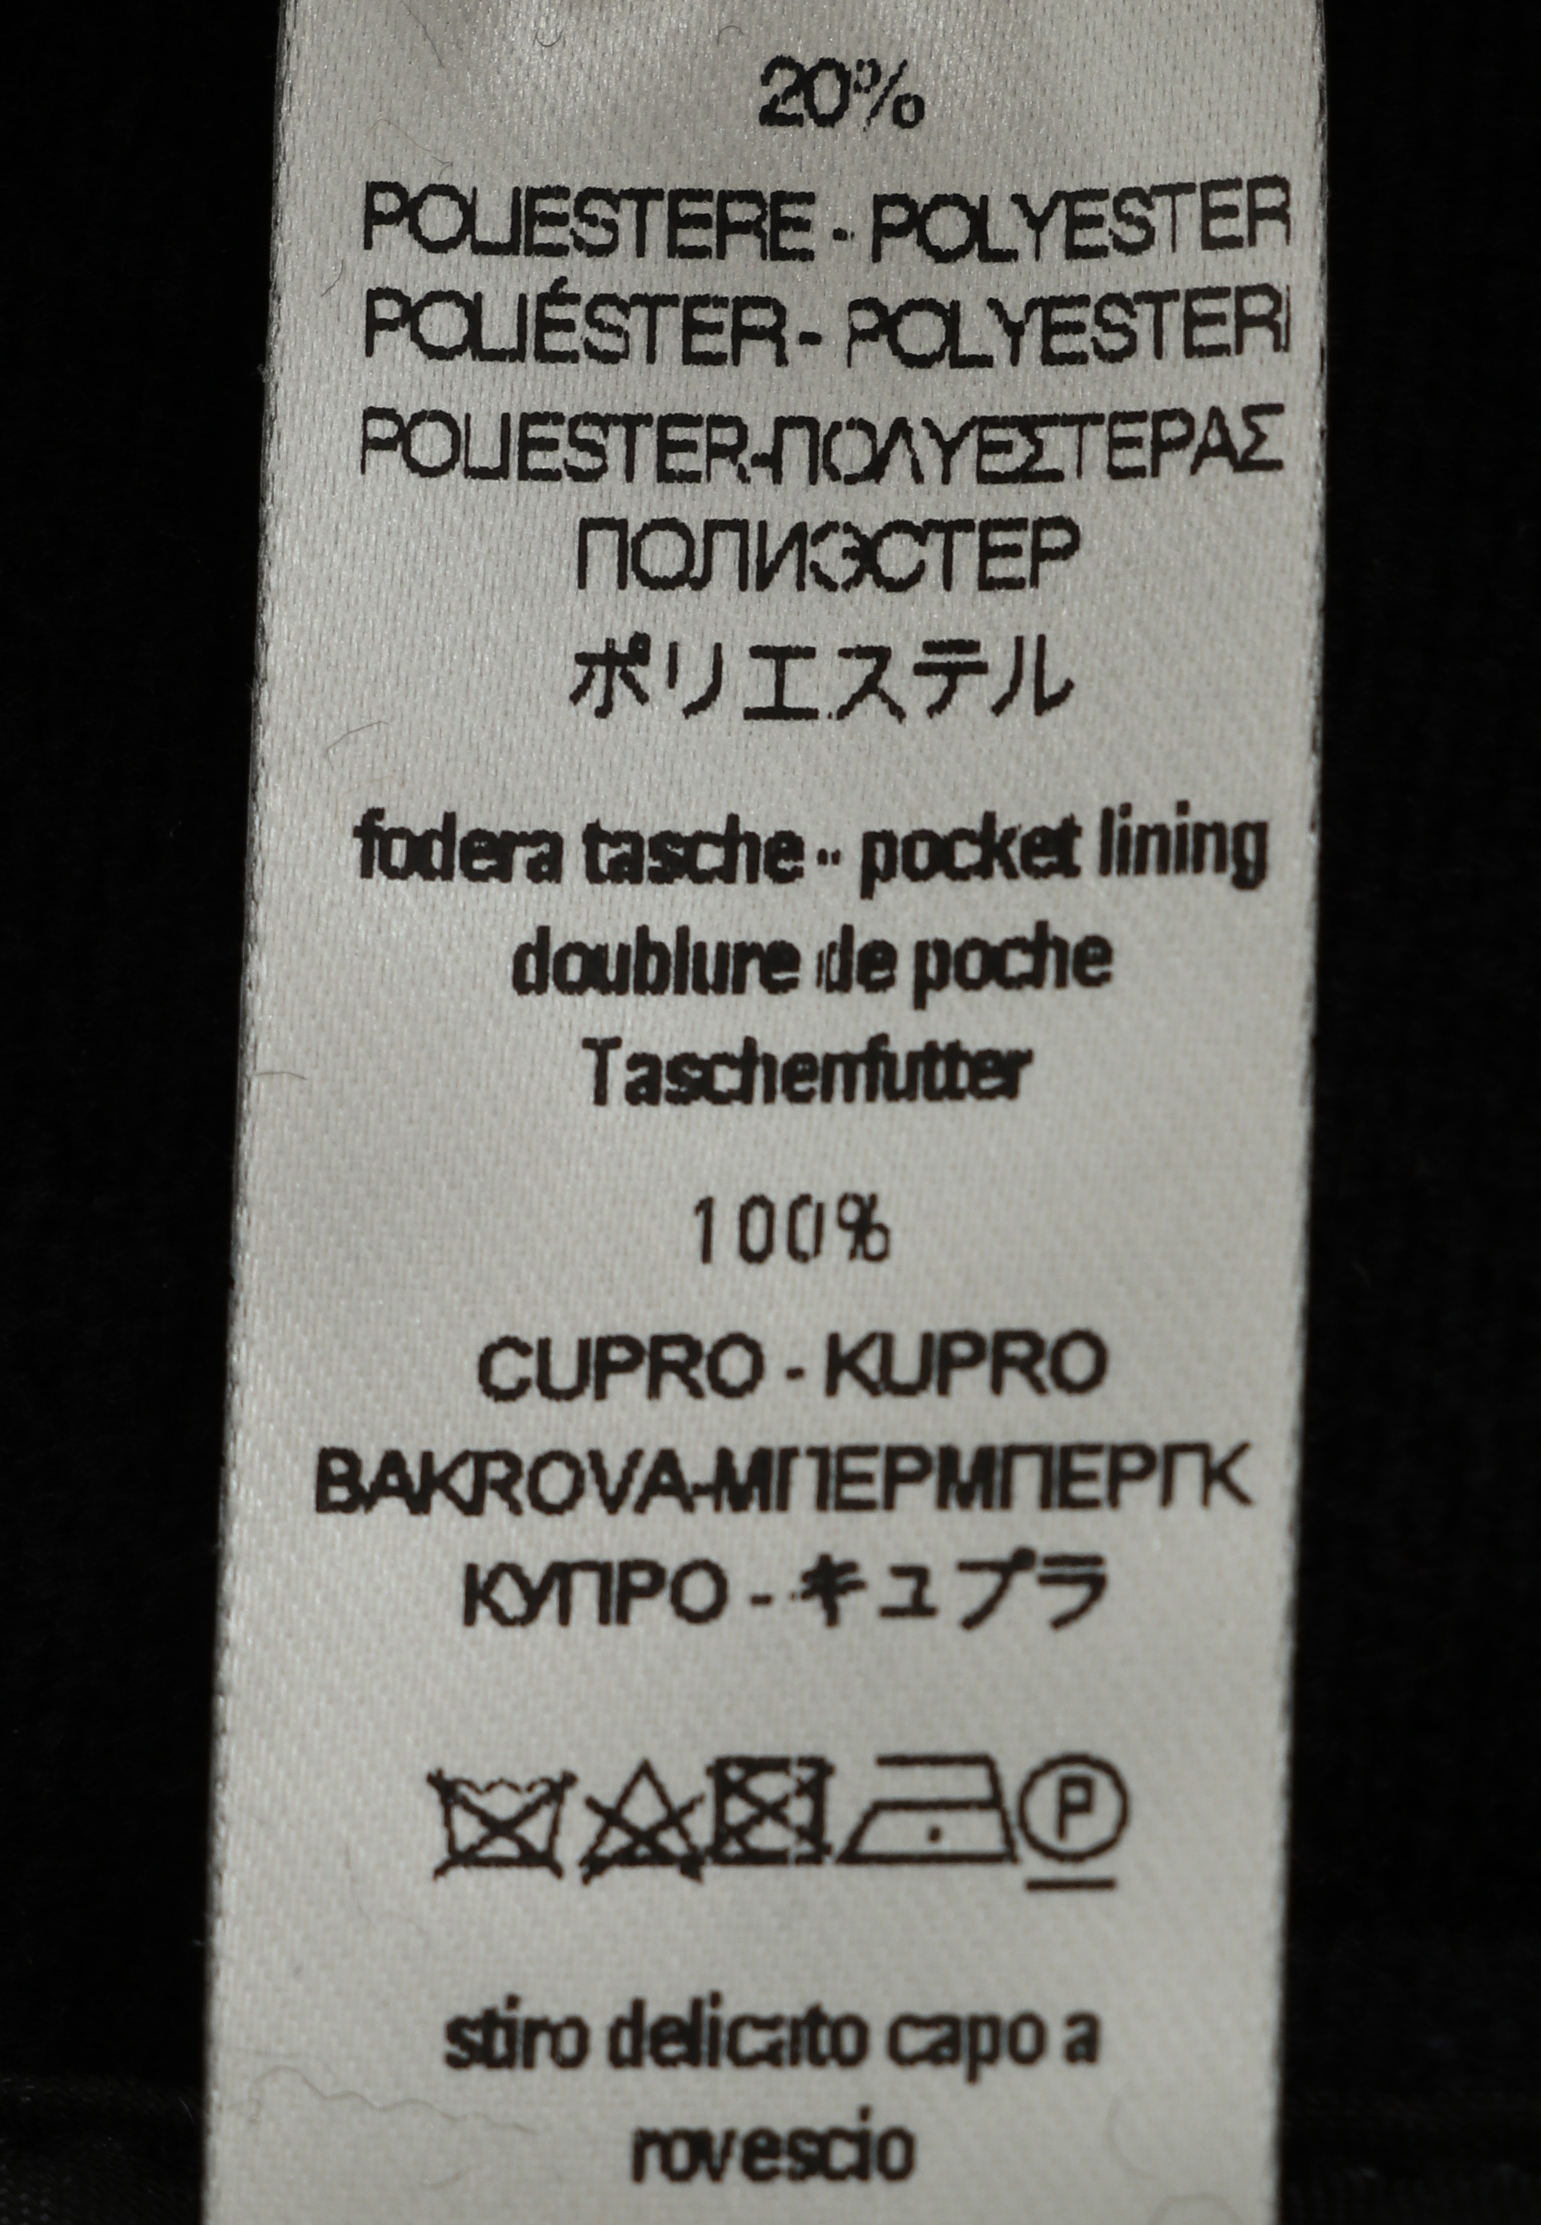 20%
POLIESTERE - POLYESTER
POLIÉSTER - POLYESTERI
POLIESTER-ΠΟΛΥΕΣΤΕΡΑΣ
ПОЛИЭСТЕР
ポリエステル
fodera tasche - pocket lining
doublure de poche
Taschenfutter
100%
CUPRO - KUPRO
BAKROVA-ΜΠΕΡΜΠΕΡΓΚ
КУПРО - キュプラ
P
stiro delicato capo a
rovescio